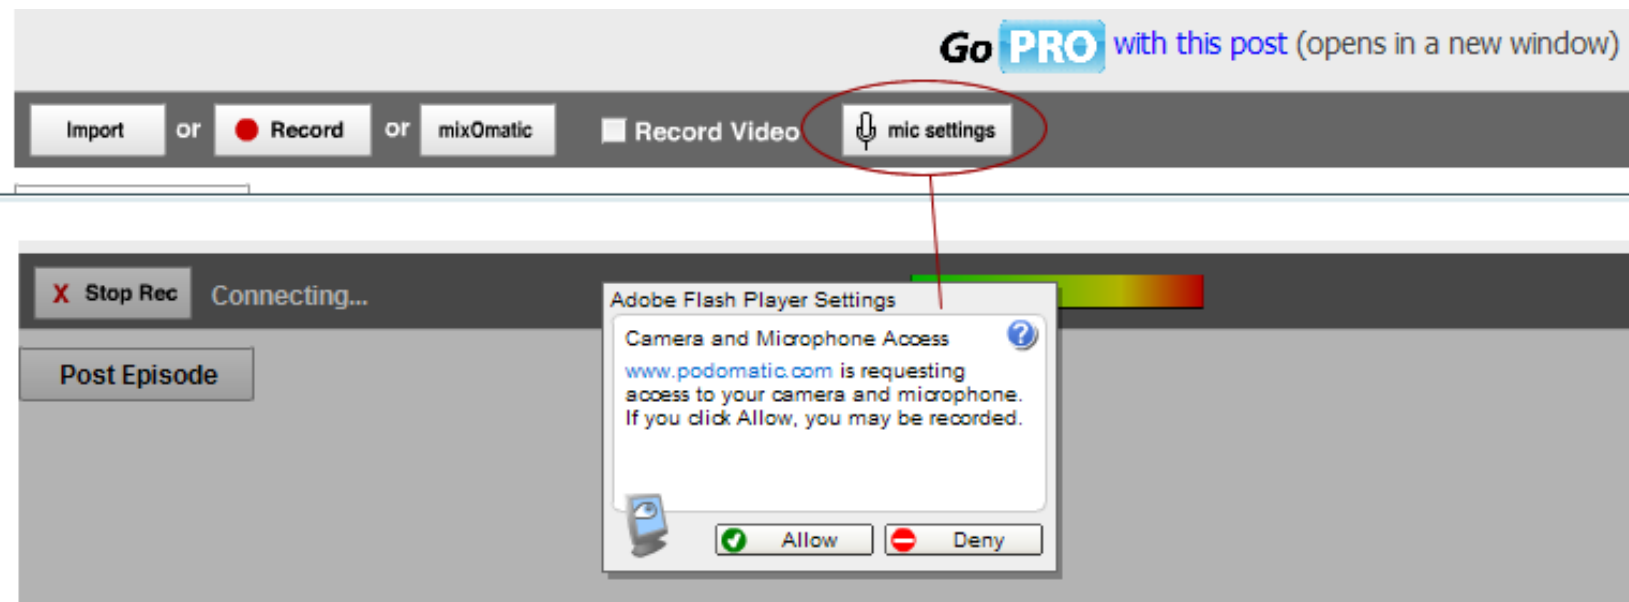 Go PRO with this post (opens in a new window)
Import or Record or mixOmatic Record Video mic settings
X Stop Rec Connecting...
Adobe Flash Player Settings
Camera and Microphone Access ?
www.podomatic.com is requesting
access to your camera and microphone.
If you click Allow, you may be recorded.
Post Episode
Allow Deny